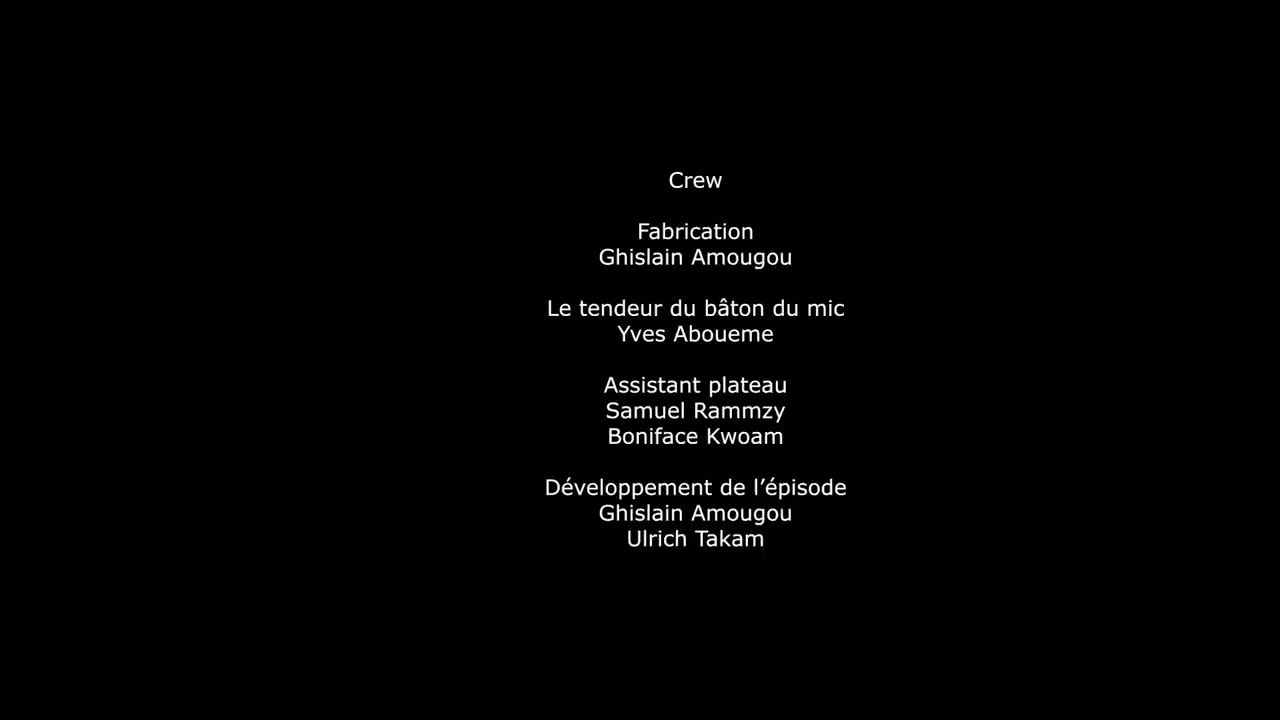 Crew
Fabrication
Ghislain Amougou
Le tendeur du bâton du mic
Yves Aboueme
Assistant plateau
Samuel Rammzy
Boniface Kwoam
Développement de l’épisode
Ghislain Amougou
Ulrich Takam